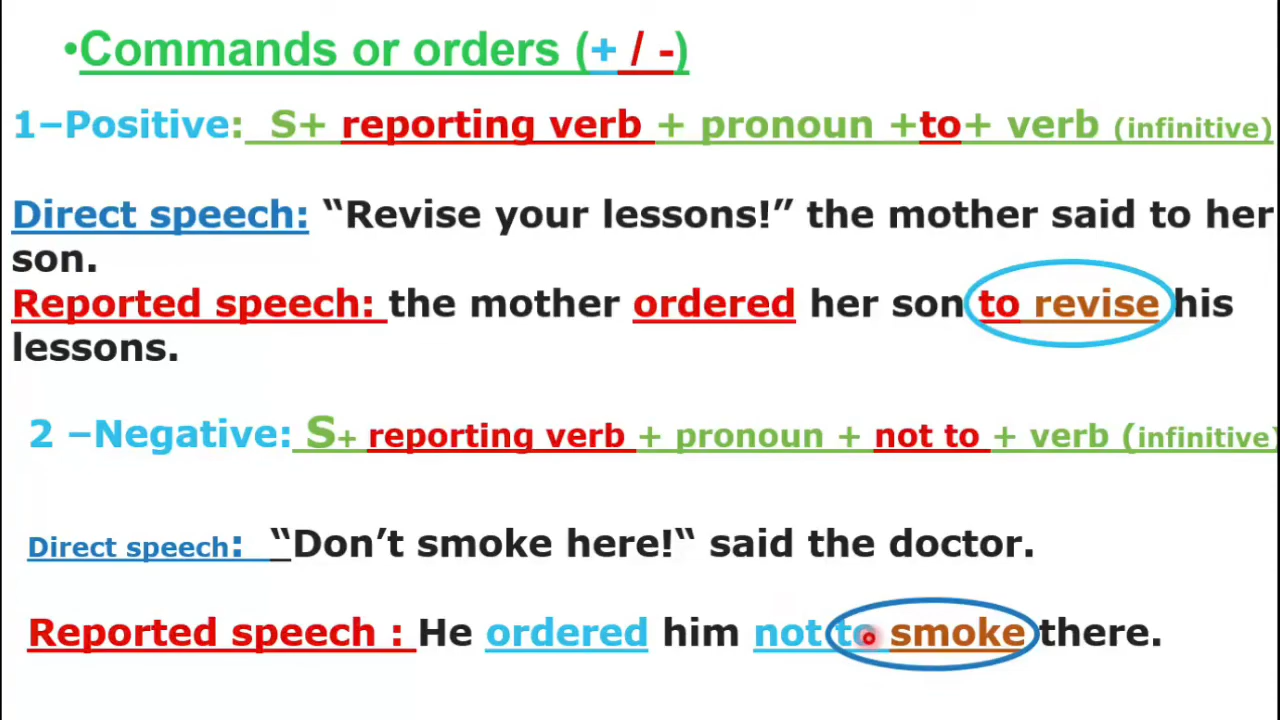 •Commands or orders (+ / -)
1–Positive: S+ reporting verb + pronoun +to+ verb (infinitive)
Direct speech: “Revise your lessons!” the mother said to her
son.
Reported speech: the mother ordered her son to revise his
lessons.
2 –Negative: S+ reporting verb + pronoun + not to + verb (infinitive)
Direct speech: “Don’t smoke here!“ said the doctor.
Reported speech : He ordered him not to smoke there.